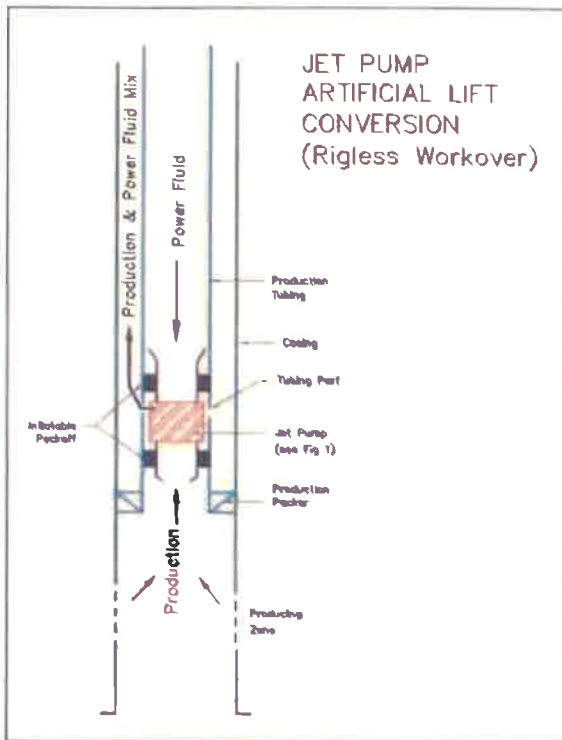 JET PUMP
ARTIFICIAL LIFT
CONVERSION
(Rigless Workover)
Production & Power Fluid Mix
Power Fluid
Production
Tubing
Casing
Tubing Port
Inflatable
Packoff
Jet Pump
(see Fig 1)
Production
Packer
Production
Producing
Zone